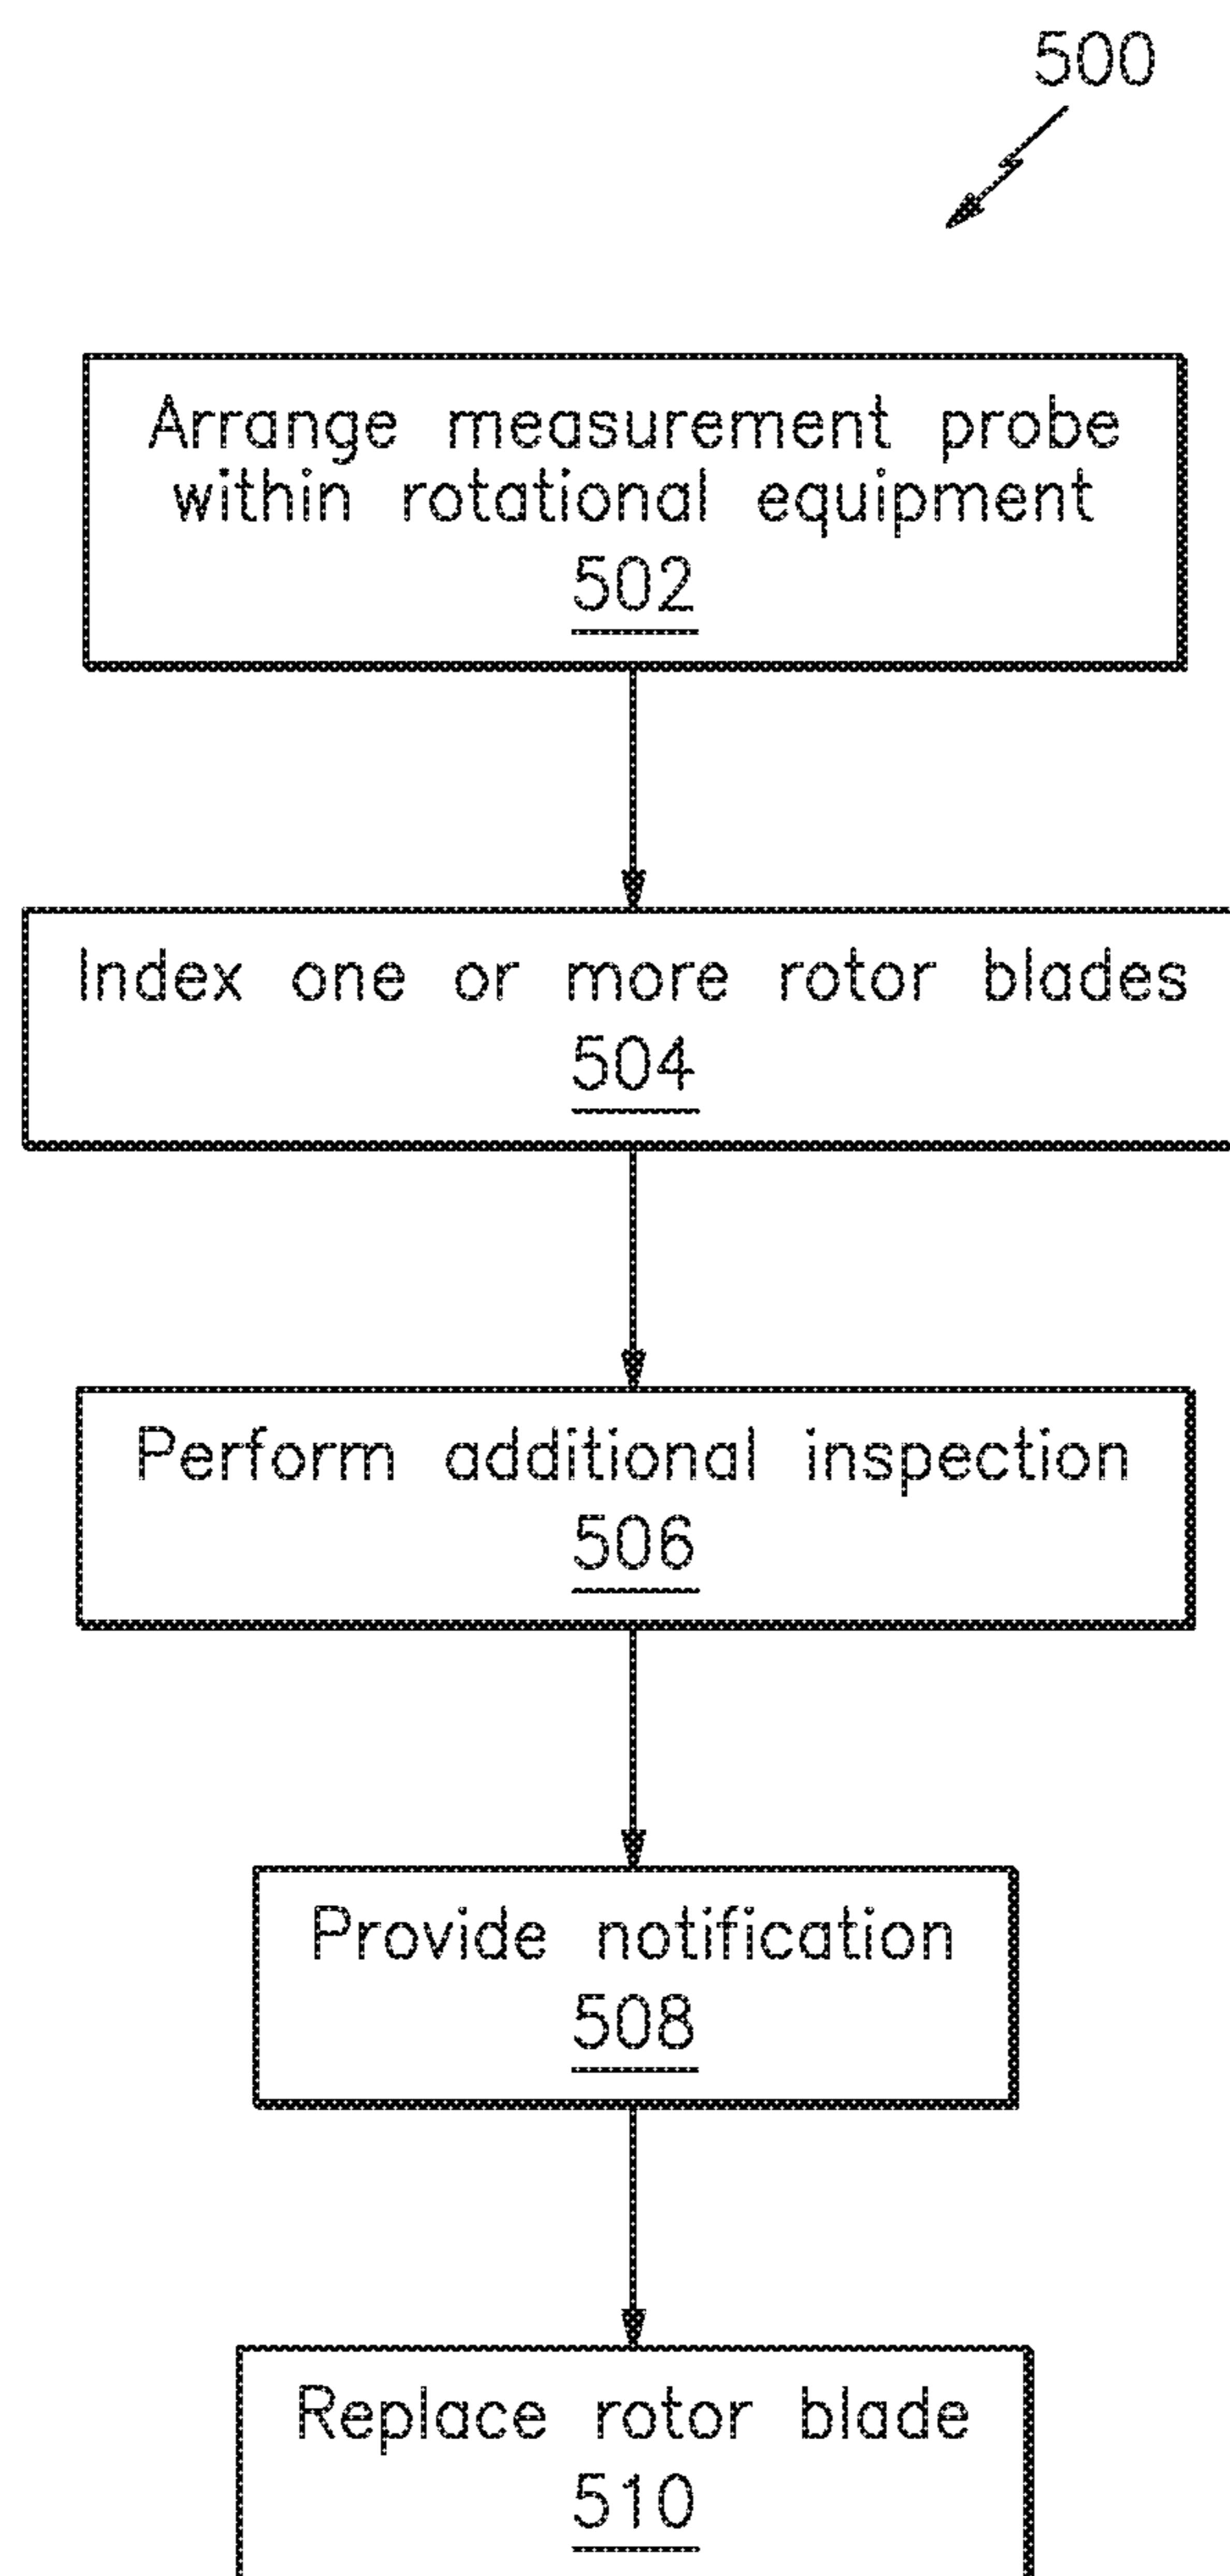 500
Arrange measurement probe
within rotational equipment
502
Index one or more rotor blades
504
Perform additional inspection
506
Provide notification
508
Replace rotor blade
510